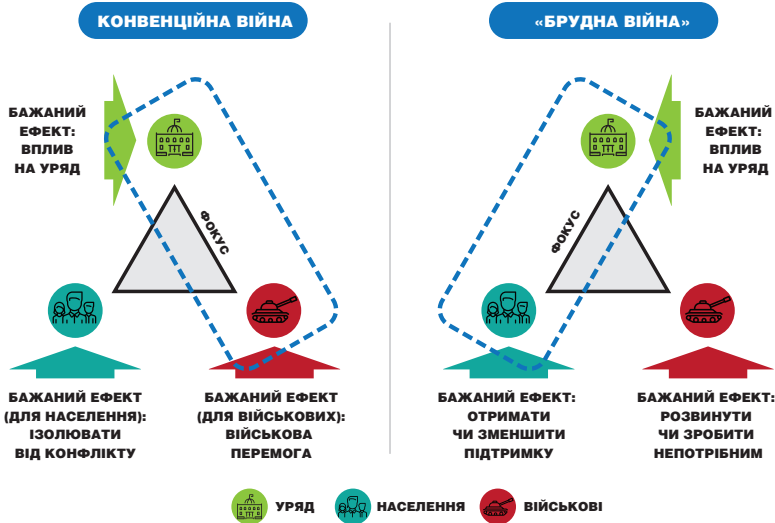 КОНВЕНЦІЙНА ВІЙНА
БАЖАНИЙ
ЕФЕКТ:
ВПЛИВ
НА УРЯД
ФОКУС
БАЖАНИЙ ЕФЕКТ
(ДЛЯ НАСЕЛЕННЯ):
ІЗОЛЮВАТИ
ВІД КОНФЛІКТУ
БАЖАНИЙ ЕФЕКТ
(ДЛЯ ВІЙСЬКОВИХ):
ВІЙСЬКОВА
ПЕРЕМОГА
«БРУДНА ВІЙНА»
БАЖАНИЙ
ЕФЕКТ:
ВПЛИВ
НА УРЯД
ФОКУС
БАЖАНИЙ ЕФЕКТ:
ОТРИМАТИ
ЧИ ЗМЕНШИТИ
ПІДТРИМКУ
БАЖАНИЙ ЕФЕКТ:
РОЗВИНУТИ
ЧИ ЗРОБИТИ
НЕПОТРІБНИМ
УРЯД
НАСЕЛЕННЯ
ВІЙСЬКОВІ